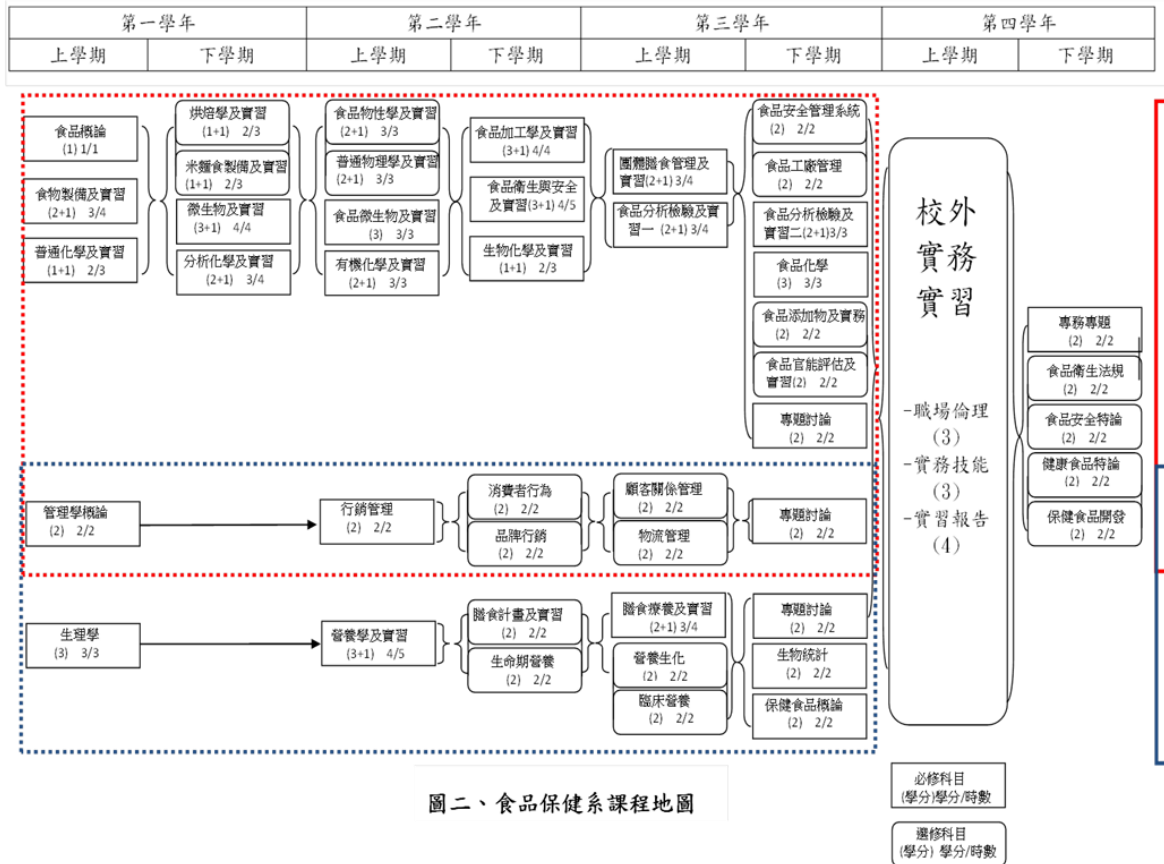 第一學年
第二學年
第三學年
第四學年
上學期
下學期
上學期
下學期
上學期
下學期
上學期
下學期
食品概論
(1) 1/1
食物製備及實習
(2+1) 3/4
普通化學及實習
(1+1) 2/3
烘焙學及實習
(1+1) 2/3
米麵食製備及實習
(1+1) 2/3
微生物及實習
(3+1) 4/4
分析化學及實習
(2+1) 3/4
食品物性學及實習
(2+1) 3/3
普通物理學及實習
(2+1) 3/3
食品微生物及實習
(3) 3/3
有機化學及實習
(2+1) 3/3
食品加工學及實習
(3+1) 4/4
食品衛生與安全
及實習(3+1) 4/5
生物化學及實習
(1+1) 2/3
團體膳食管理及
實習(2+1) 3/4
食品分析檢驗及實
習一 (2+1) 3/4
食品安全管理系統
(2) 2/2
食品工廠管理
(2) 2/2
食品分析檢驗及
實習二(2+1)3/3
食品化學
(3) 3/3
食品添加物及實務
(2) 2/2
食品官能評估及
實習(2) 2/2
專題討論
(2) 2/2
管理學概論
(2) 2/2
行銷管理
(2) 2/2
消費者行為
(2) 2/2
品牌行銷
(2) 2/2
顧客關係管理
(2) 2/2
物流管理
(2) 2/2
專題討論
(2) 2/2
生理學
(3) 3/3
營養學及實習
(3+1) 4/5
膳食計畫及實習
(2) 2/2
生命期營養
(2) 2/2
膳食療養及實習
(2+1) 3/4
營養生化
(2) 2/2
臨床營養
(2) 2/2
專題討論
(2) 2/2
生物統計
(2) 2/2
保健食品概論
(2) 2/2
校外
實務
實習
-職場倫理
(3)
-實務技能
(3)
-實習報告
(4)
專務專題
(2) 2/2
食品衛生法規
(2) 2/2
食品安全特論
(2) 2/2
健康食品特論
(2) 2/2
保健食品開發
(2) 2/2
圖二、食品保健系課程地圖
必修科目
(學分)學分/時數
選修科目
(學分) 學分/時數